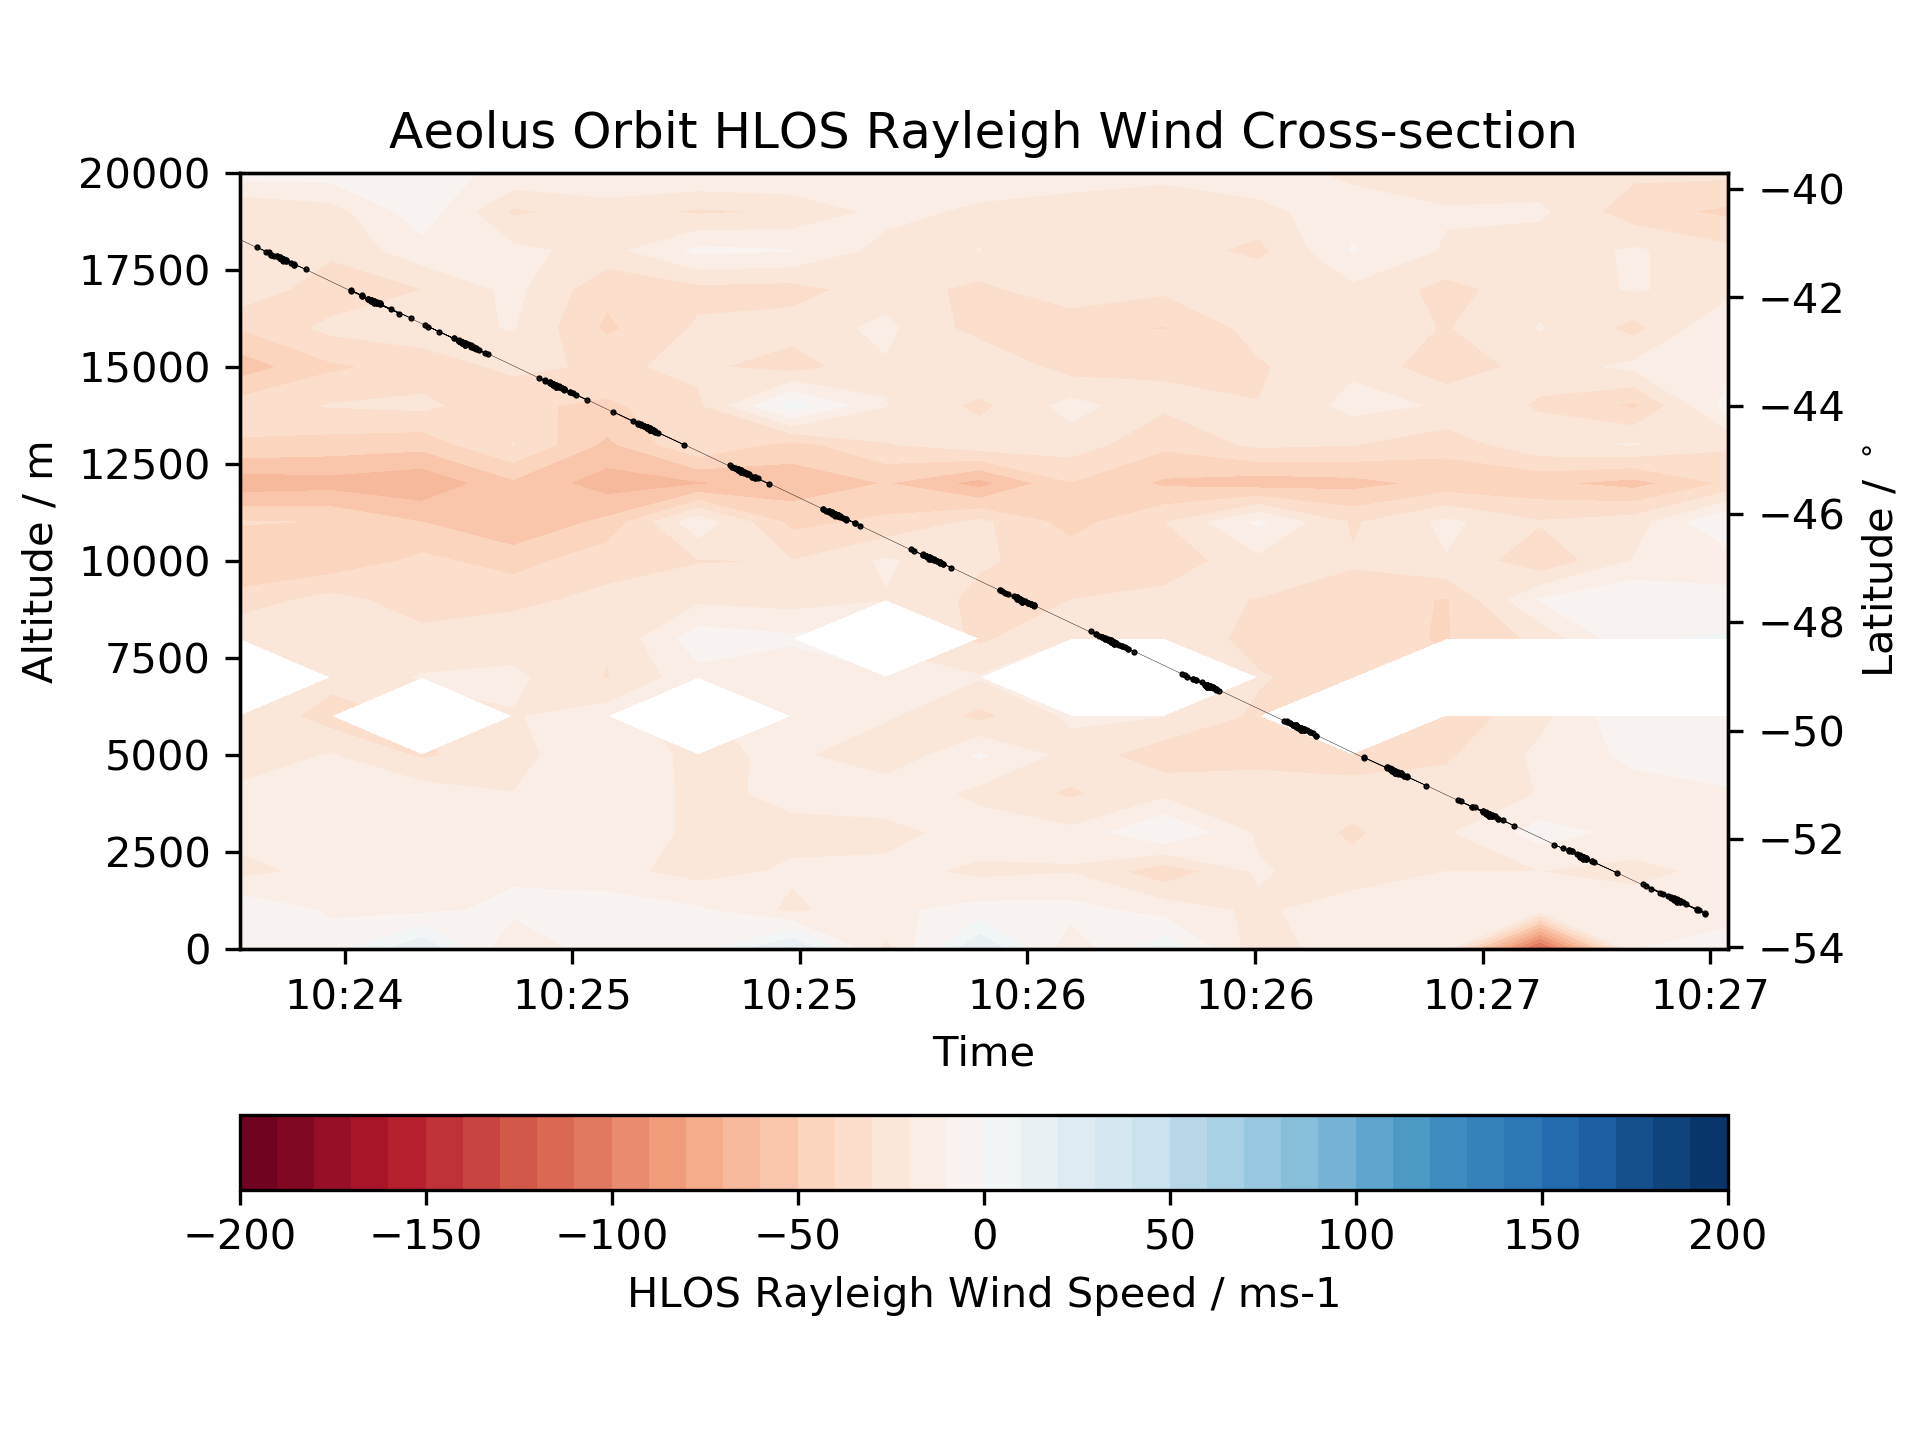 Aeolus Orbit HLOS Rayleigh Wind Cross-section
20000
17500
15000
12500
10000
7500
5000
2500
0
Altitude / m
−40
−42
−44
−46
−48
−50
−52
−54
Latitude / °
10:24 10:25 10:25 10:26 10:26 10:27 10:27
Time
−200 −150 −100 −50 0 50 100 150 200
HLOS Rayleigh Wind Speed / ms-1